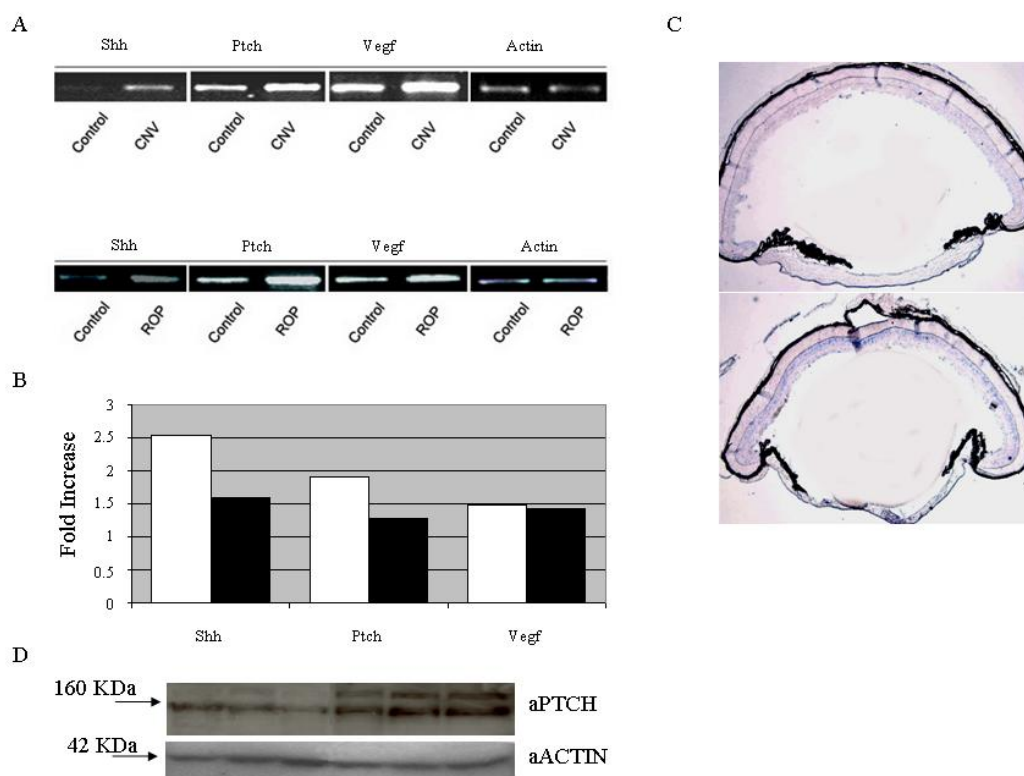 A
Shh Ptch Vegf Actin
Control CNV Control CNV Control CNV Control CNV
Shh Ptch Vegf Actin
Control ROP Control ROP Control ROP Control ROP
B
Fold Increase
3
2.5
2
1.5
1
0.5
0
Shh Ptch Vegf
C
D
160 KDa
aPTCH
42 KDa
aACTIN